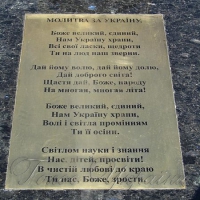 МОЛИТВА ЗА УКРАЇНУ.
Боже великий, єдиний,
Нам Україну храни,
Всі свої ласки, щедроти
Ти на люд наш зверни.
Дай йому волю, дай йому долю,
Дай доброго світа!
Щастя дай, Боже, народу
На многая, многая літа!
Боже великий, єдиний,
Нам Україну храни,
Волі і світла промінням
Ти її осіни.
Світлом науки і знання
Нас, дітей, просвіти!
В чистій любові до краю
Ти нас, Боже, зрости.